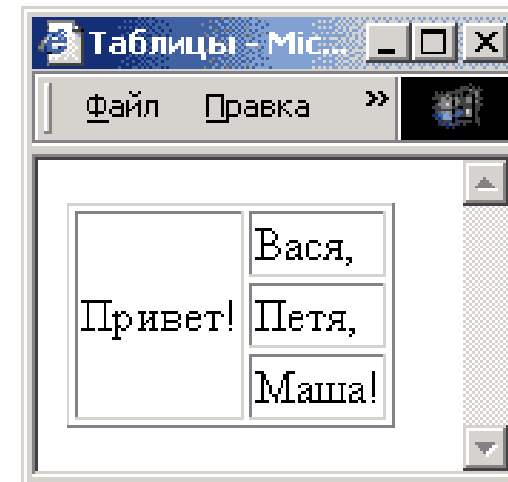 Таблицы - Mic...
Файл Правка »
Вася,
Привет! Петя,
Маша!